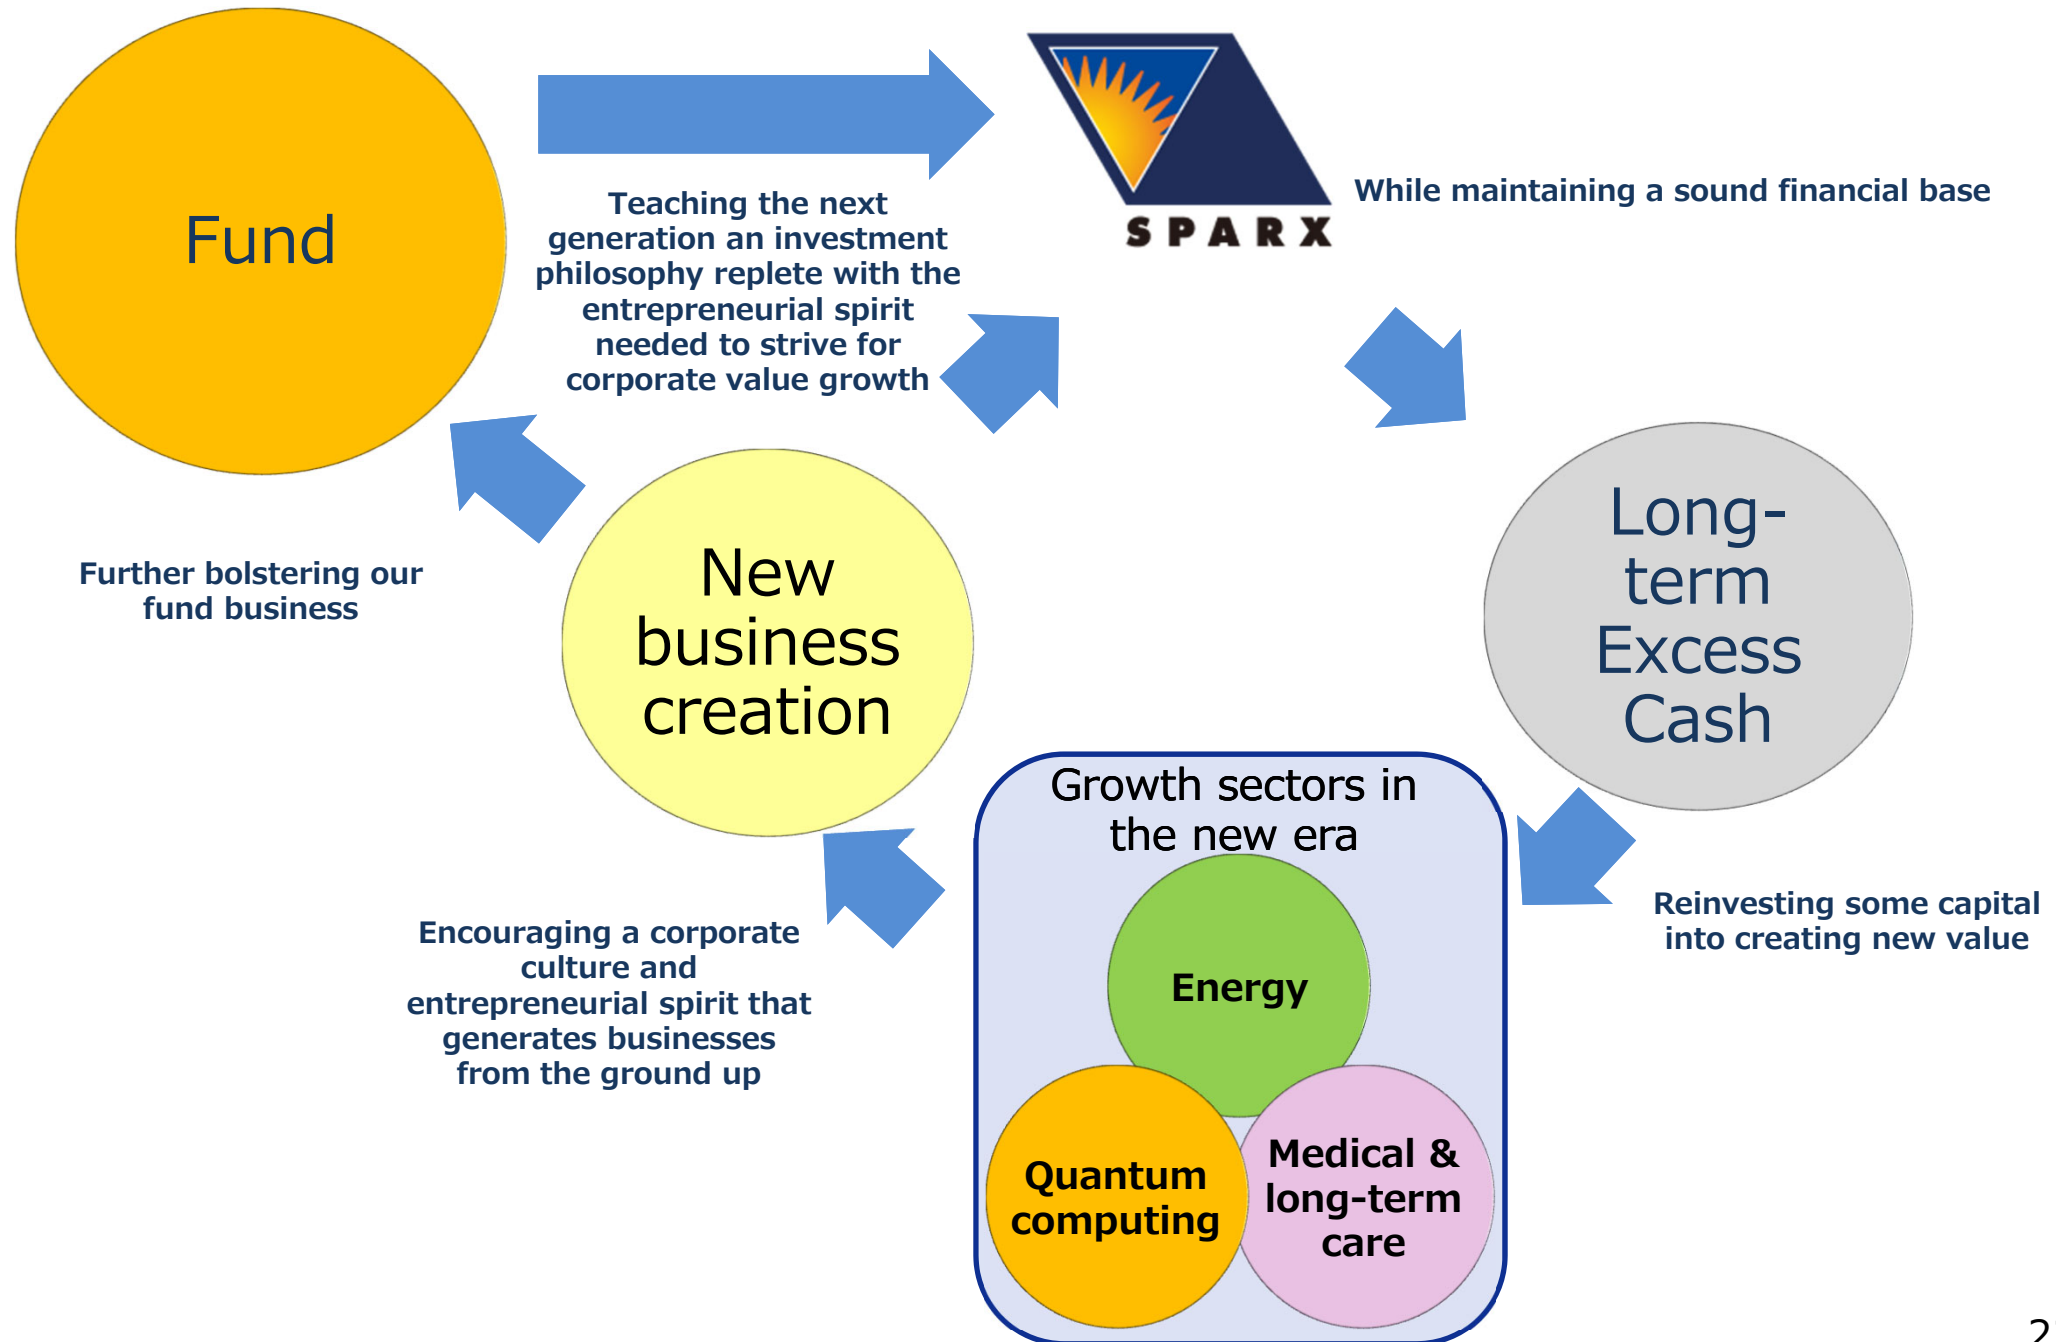 Fund
Teaching the next
generation an investment
philosophy replete with the
entrepreneurial spirit
needed to strive for
corporate value growth
SPARX
While maintaining a sound financial base
Further bolstering our
fund business
New
business
creation
Long-
term
Excess
Cash
Growth sectors in
the new era
Energy
Quantum
computing
Medical &
long-term
care
Encouraging a corporate
culture and
entrepreneurial spirit that
generates businesses
from the ground up
Reinvesting some capital
into creating new value
2